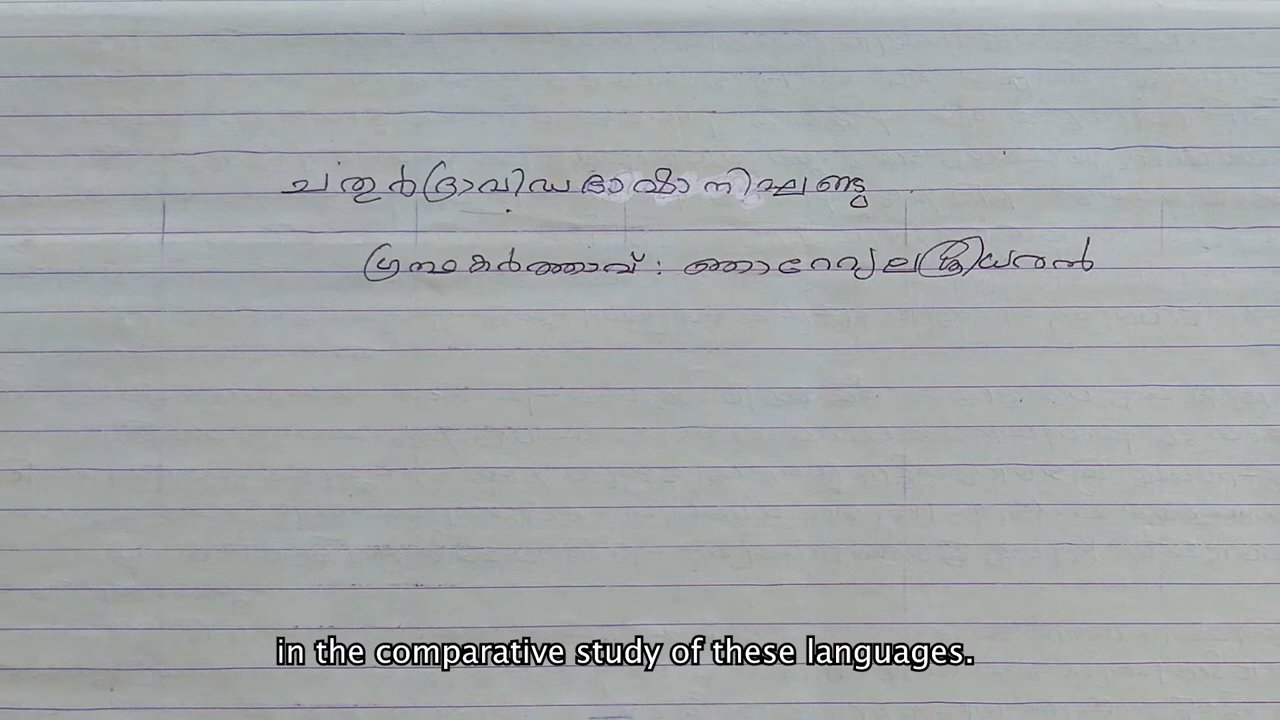 ചതുർദ്രാവിഡഭാഷാനിഘണ്ടു
ഗ്രന്ഥകർത്താവ് : ഞാറ്റ്യേല ശ്രീധരൻ
in the comparative study of these languages.